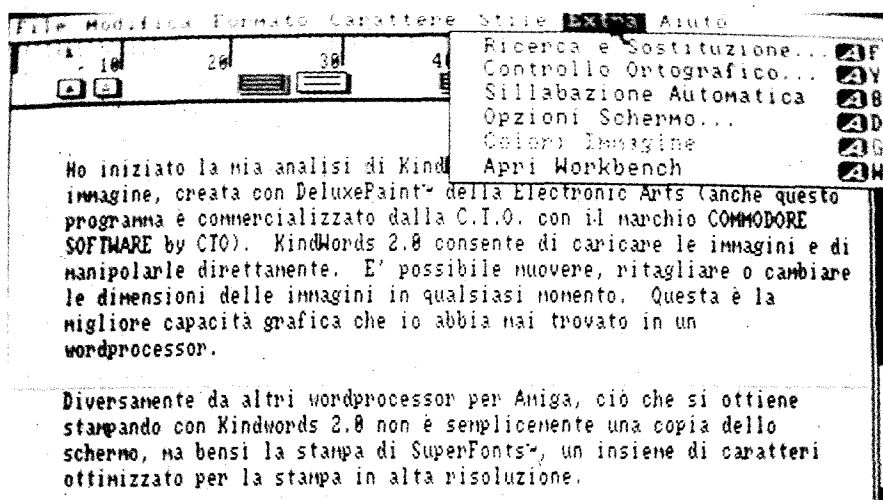 File Modifica Formato Carattere Stile Extra Aiuto
Ricerca e Sostituzione... A F
Controllo Ortografico... A Y
Sillabazione Automatica A 8
Opzioni Schermo... A D
Colori Immagine A G
Apri Workbench A W
10 20 30 4
Ho iniziato la mia analisi di Kind
immagine, creata con DeluxePaint™ della Electronic Arts (anche questo
programma è commercializzato dalla C.T.O. con il marchio COMMODORE
SOFTWARE by CTO). KindWords 2.0 consente di caricare le immagini e di
manipolarle direttamente. E' possibile muovere, ritagliare o cambiare
le dimensioni delle immagini in qualsiasi momento. Questa è la
migliore capacità grafica che io abbia mai trovato in un
wordprocessor.
Diversamente da altri wordprocessor per Amiga, ciò che si ottiene
stampando con Kindwords 2.0 non è semplicemente una copia dello
schermo, ma bensì la stampa di SuperFonts™, un insieme di caratteri
ottimizzato per la stampa in alta risoluzione.